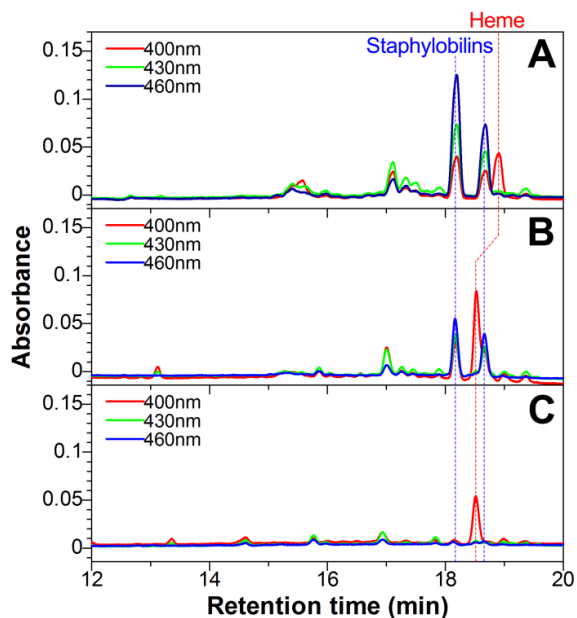 Heme
Staphylobilins
A
0.15
0.1
0.05
0
400nm
430nm
460nm
B
0.15
0.1
0.05
0
400nm
430nm
460nm
C
0.15
0.1
0.05
0
400nm
430nm
460nm
Absorbance
12 14 16 18 20
Retention time (min)